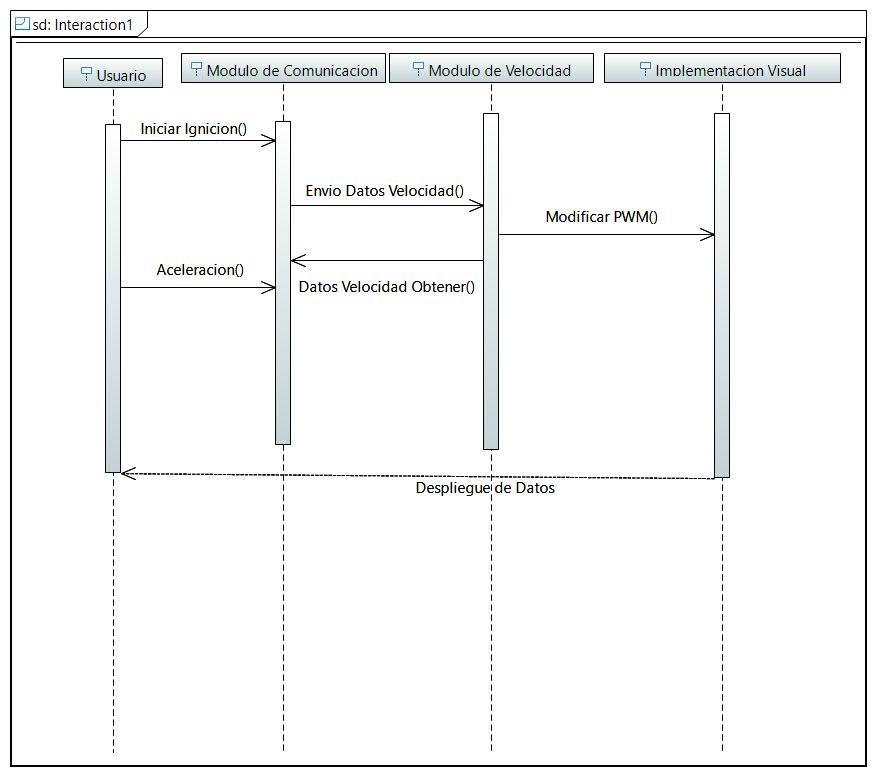 sd: Interaction1
Usuario
Modulo de Comunicacion
Modulo de Velocidad
Implementacion Visual
Iniciar Ignicion()
Envio Datos Velocidad()
Modificar PWM()
Aceleracion()
Datos Velocidad Obtener()
Despliegue de Datos